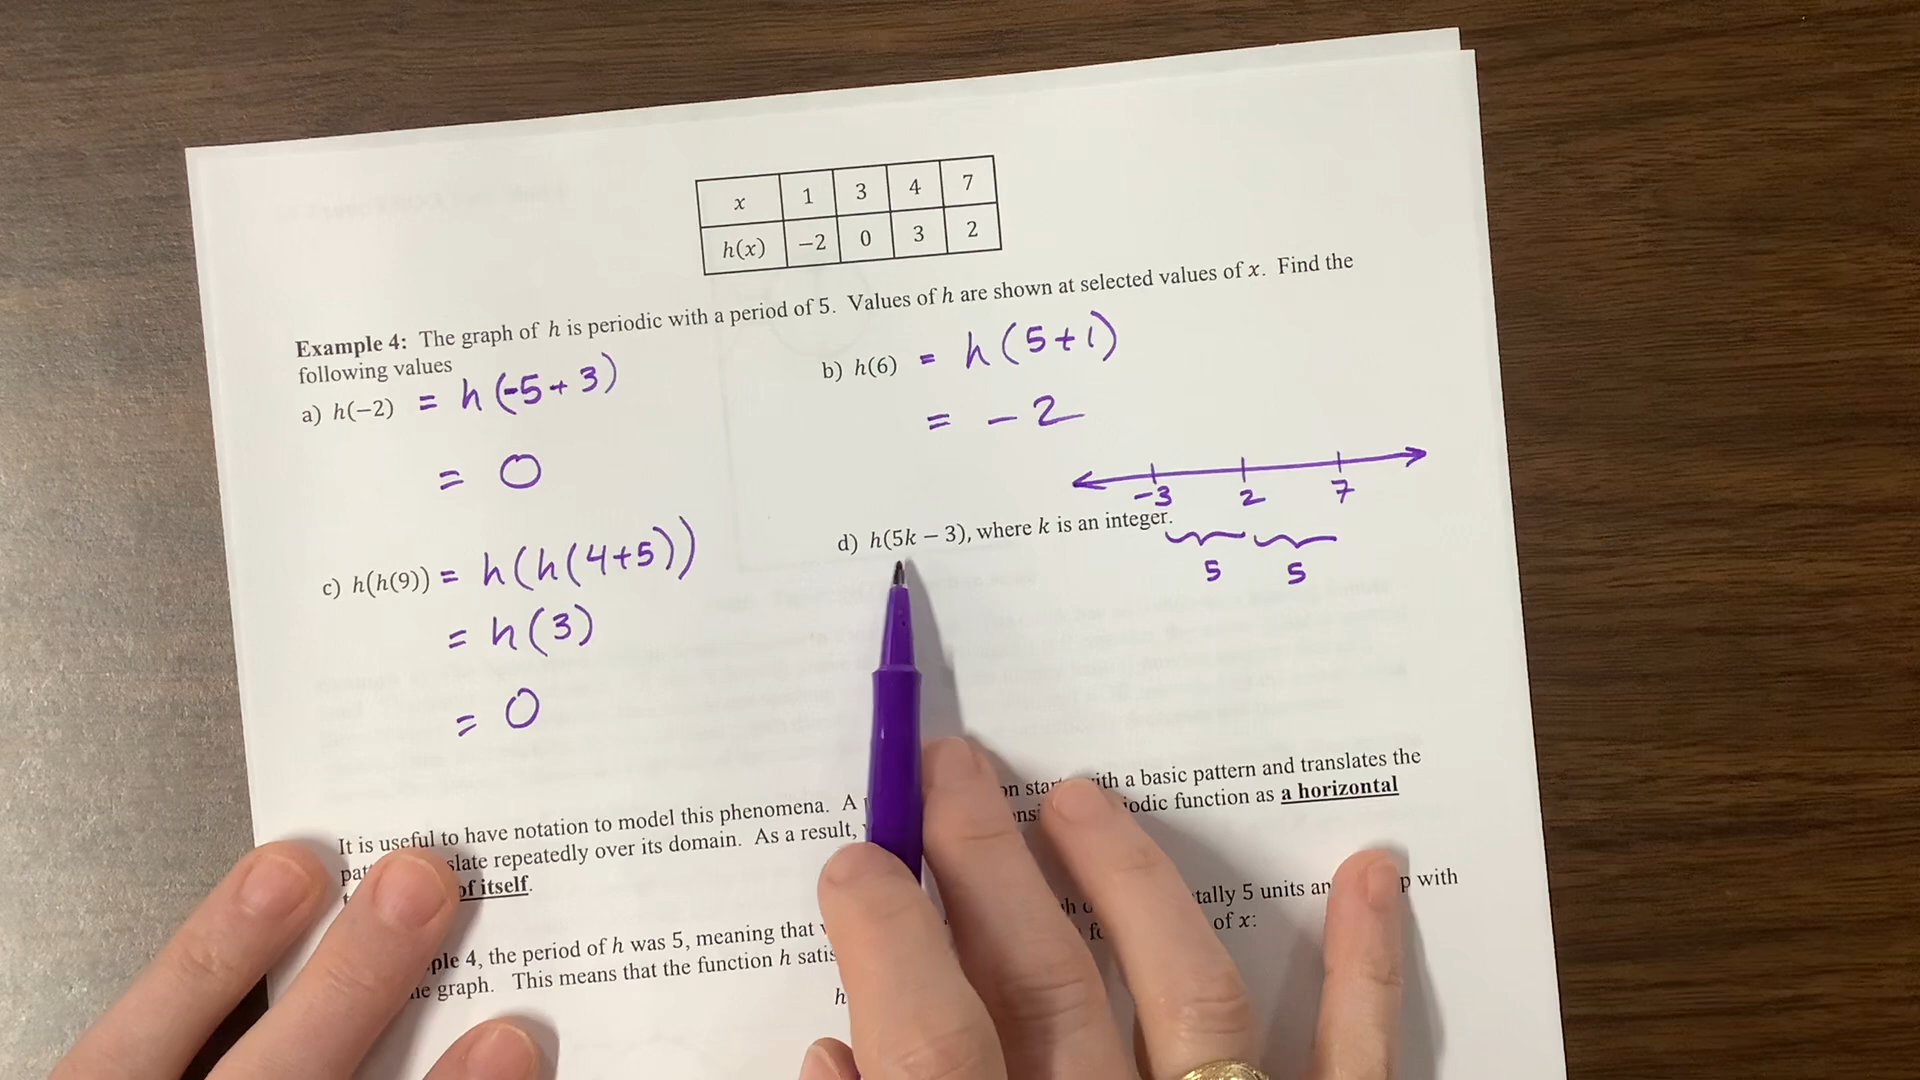 x 1 3 4 7
h(x) −2 0 3 2
Example 4: The graph of h is periodic with a period of 5. Values of h are shown at selected values of x. Find the
following values
a) h(−2) = h(-5+3)
= 0
b) h(6) = h(5+1)
= -2
-3 2 7
5 5
c) h(h(9)) = h(h(4+5))
= h(3)
= 0
d) h(5k − 3), where k is an integer.
It is useful to have notation to model this phenomena. A with a basic pattern and translates the
slate repeatedly over its domain. As a result, iodic function as a horizontal
of itself.
ple 4, the period of h was 5, meaning that tally 5 units an p with
graph. This means that the function h satis of x:
h